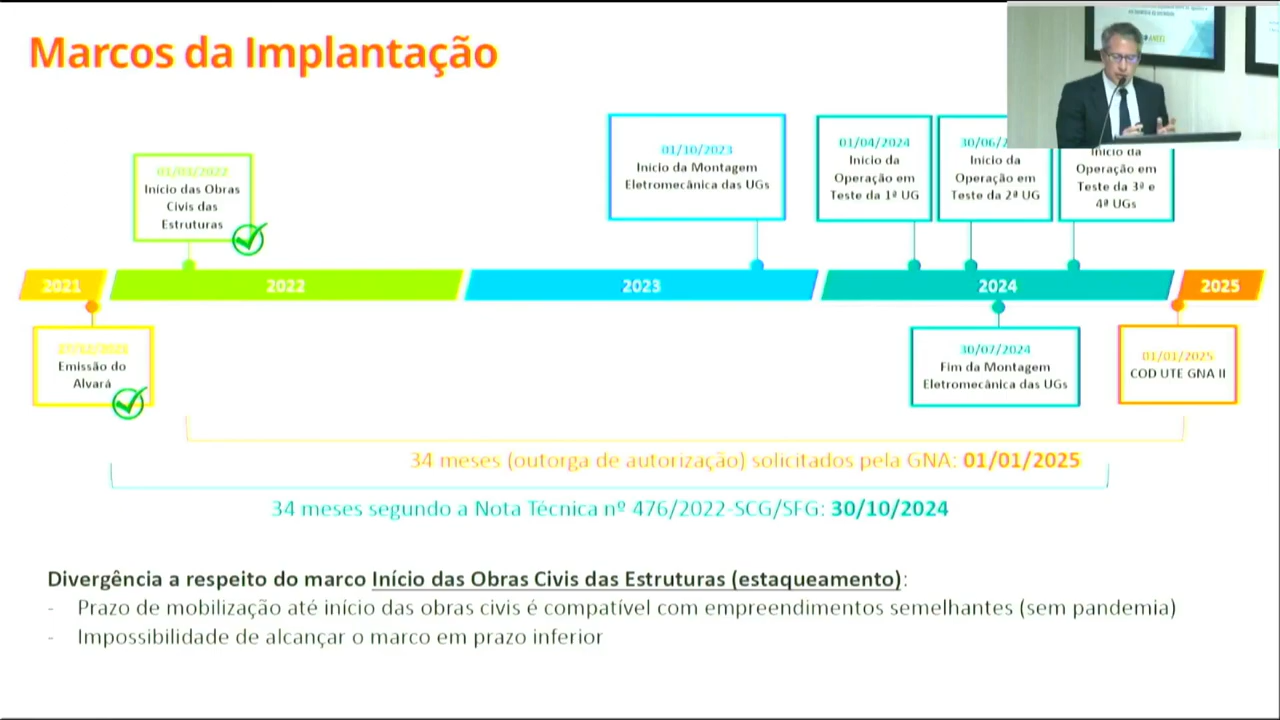 Marcos da Implantação
01/03/2022
Início das Obras
Civis das
Estruturas
01/10/2023
Início da Montagem
Eletromecânica das UGs
01/04/2024
Início da
Operação em
Teste da 1ª UG
30/06/2
Início da
Operação em
Teste da 2ª UG
Início da
Operação em
Teste da 3ª e
4ª UGs
2021
2022
2023
2024
2025
Emissão do
Alvará
30/07/2024
Fim da Montagem
Eletromecânica das UGs
01/01/2025
COD UTE GNA II
34 meses (outorga de autorização) solicitados pela GNA: 01/01/2025
34 meses segundo a Nota Técnica nº 476/2022-SCG/SFG: 30/10/2024
Divergência a respeito do marco Início das Obras Civis das Estruturas (estaqueamento):
- Prazo de mobilização até início das obras civis é compatível com empreendimentos semelhantes (sem pandemia)
- Impossibilidade de alcançar o marco em prazo inferior